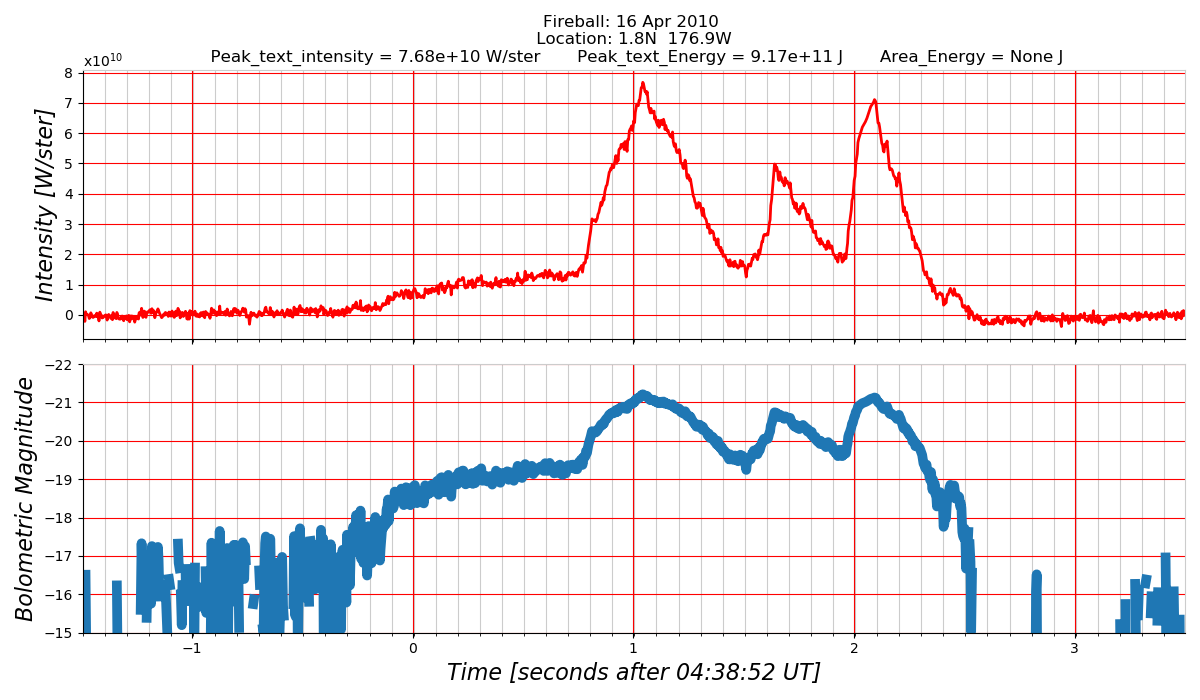 Fireball: 16 Apr 2010
Location: 1.8N  176.9W
Peak_text_intensity = 7.68e+10 W/ster       Peak_text_Energy = 9.17e+11 J       Area_Energy = None J
x10¹⁰
8
7
6
5
4
3
2
1
0
Intensity [W/ster]
−22
−21
−20
−19
−18
−17
−16
−15
Bolometric Magnitude
−1 0 1 2 3
Time [seconds after 04:38:52 UT]